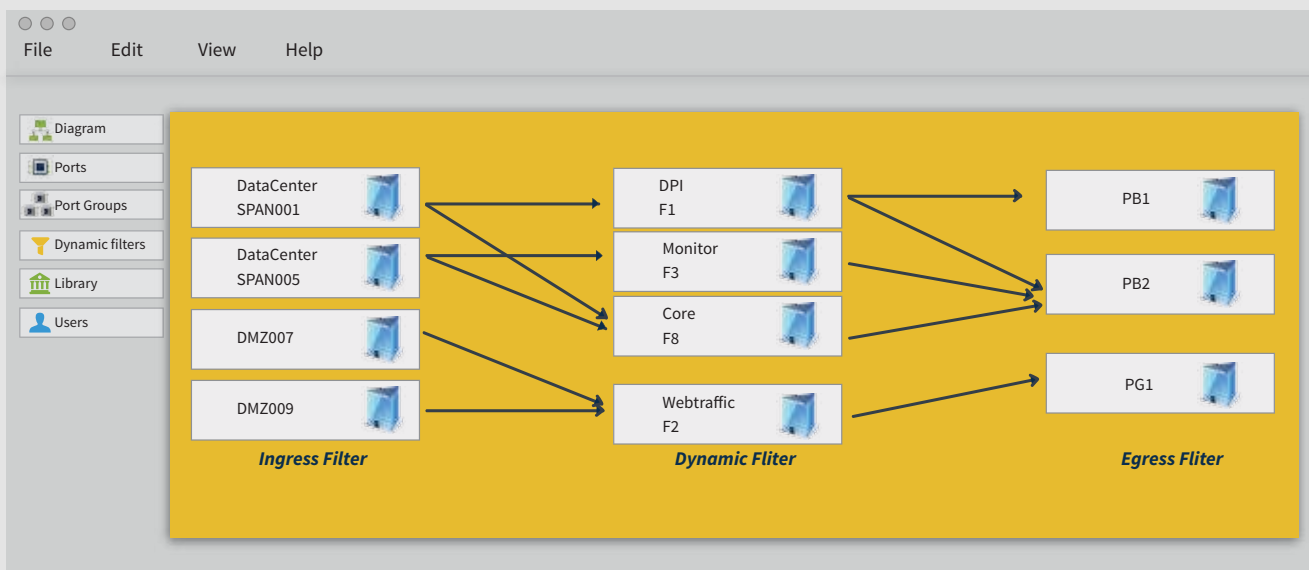 File Edit View Help
Diagram
Ports
Port Groups
Dynamic filters
Library
Users
DataCenter
SPAN001
DataCenter
SPAN005
DMZ007
DMZ009
Ingress Filter
DPI
F1
Monitor
F3
Core
F8
Webtraffic
F2
Dynamic Fliter
PB1
PB2
PG1
Egress Fliter